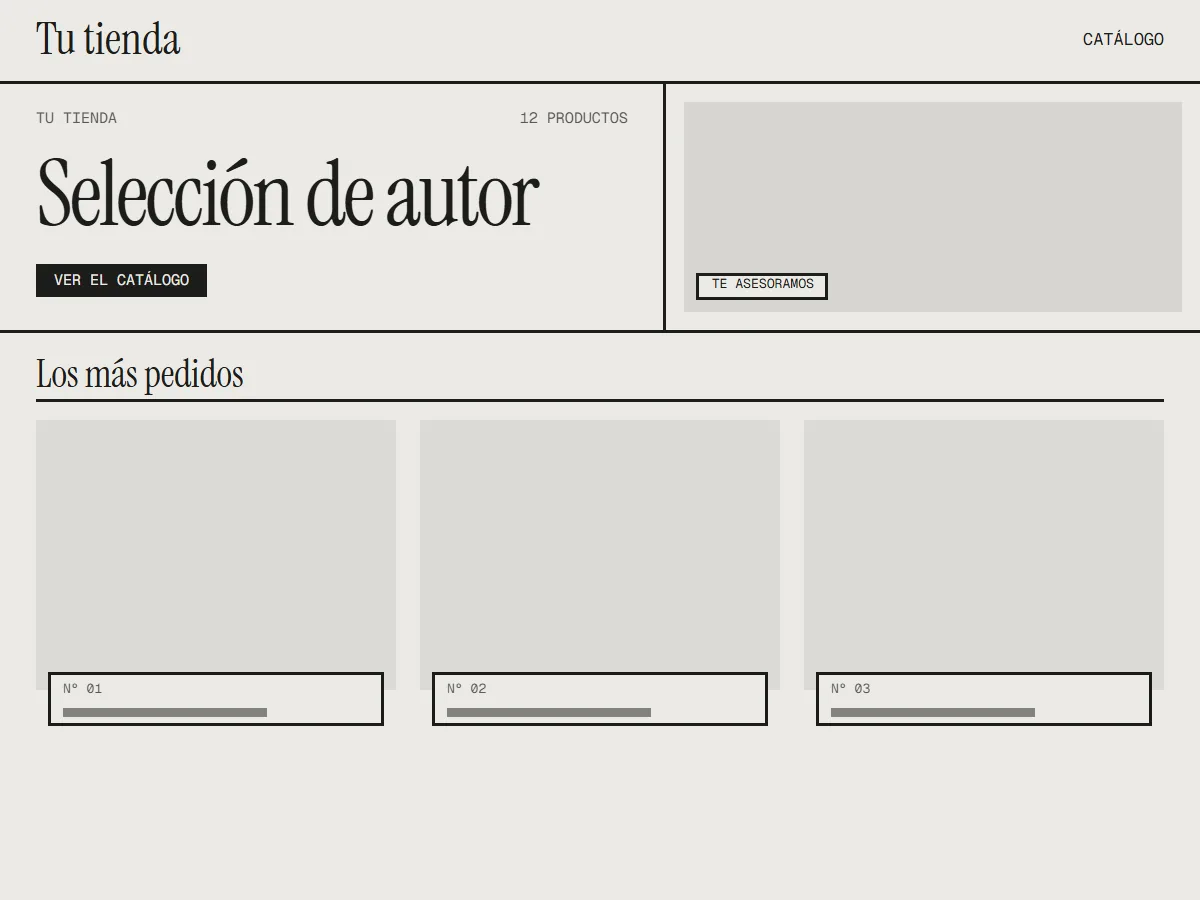 Tu tienda
CATÁLOGO
TU TIENDA
12 PRODUCTOS
Selección de autor
VER EL CATÁLOGO
TE ASESORAMOS
Los más pedidos
Nº 01
Nº 02
Nº 03